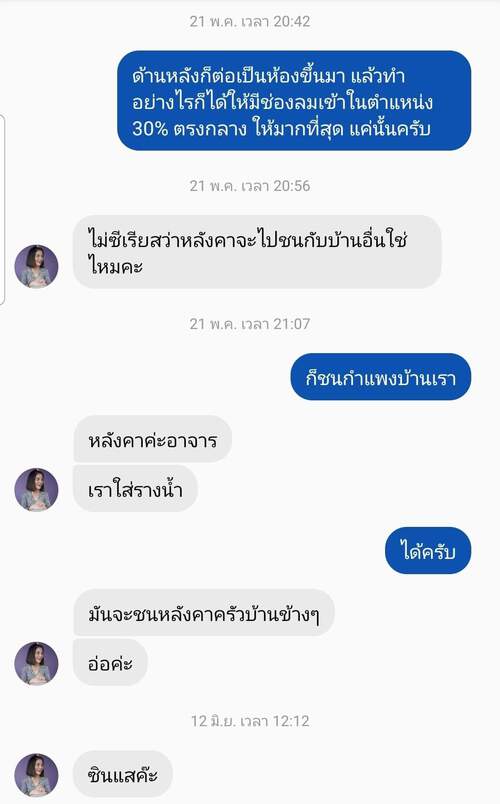 21 พ.ค. เวลา 20:42
ด้านหลังก็ต่อเป็นห้องขึ้นมา แล้วทำ
อย่างไรก็ได้ให้มีช่องลมเข้าในตำแหน่ง
30% ตรงกลาง ให้มากที่สุด แค่นั้นครับ
21 พ.ค. เวลา 20:56
ไม่ซีเรียสว่าหลังคาจะไปชนกับบ้านอื่นใช่
ไหมคะ
21 พ.ค. เวลา 21:07
ก็ชนกำแพงบ้านเรา
หลังคาค่ะอาจาร
เราใส่รางน้ำ
ได้ครับ
มันจะชนหลังคาครัวบ้านข้างๆ
อ่อค่ะ
12 มิ.ย. เวลา 12:12
ซินแสค๊ะ